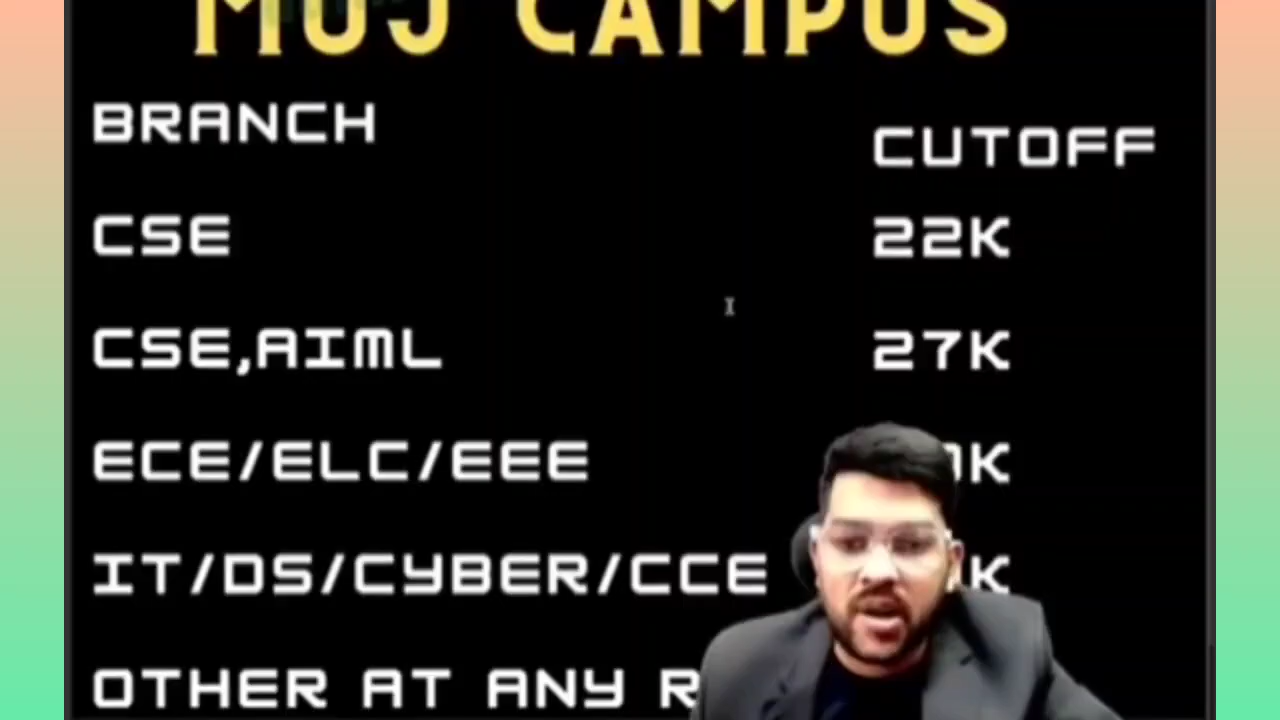 MUJ CAMPUS
BRANCH CUTOFF
CSE 22K
CSE,AIML 27K
ECE/ELC/EEE
IT/DS/CYBER/CCE
OTHER AT ANY